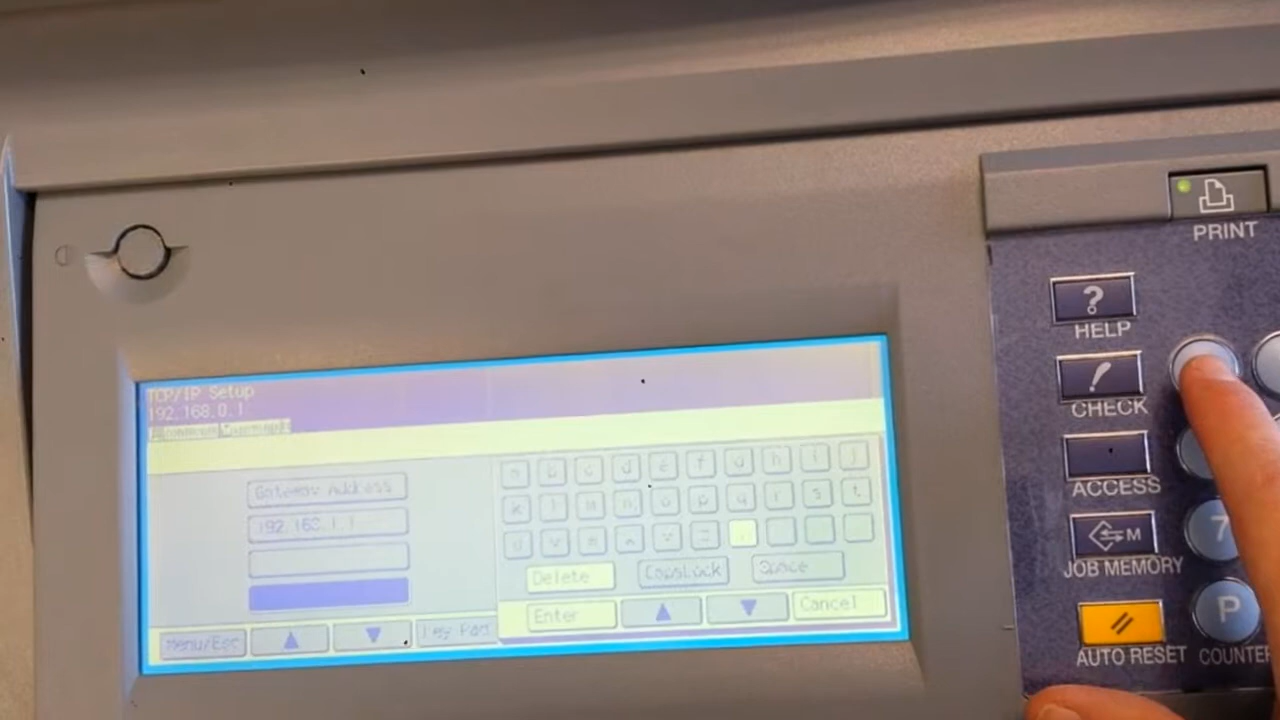 PRINT
?
HELP
!
CHECK
ACCESS
M
JOB MEMORY
7
P
AUTO RESET
COUNTER
TCP/IP Setup
192.168.0.1
Gateway Address
192.168.1.1
Menu/Esc
Key Pad
a b c d e f g h i j
k l m n o p q r s t
u v w x y z .
Delete
CapsLock
Space
Enter
Cancel